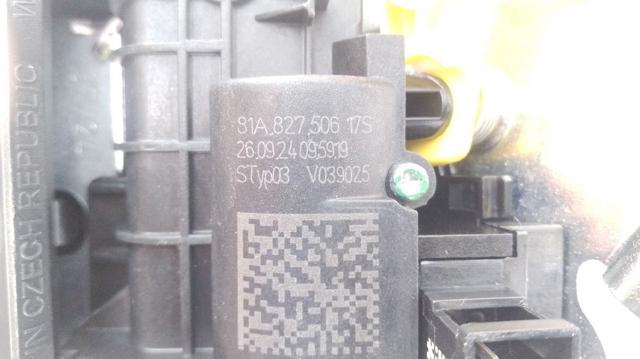 81A.827.506 17S
26.09.24 09:59:19
STyp03 V039025
IN CZECH REPUBLIC